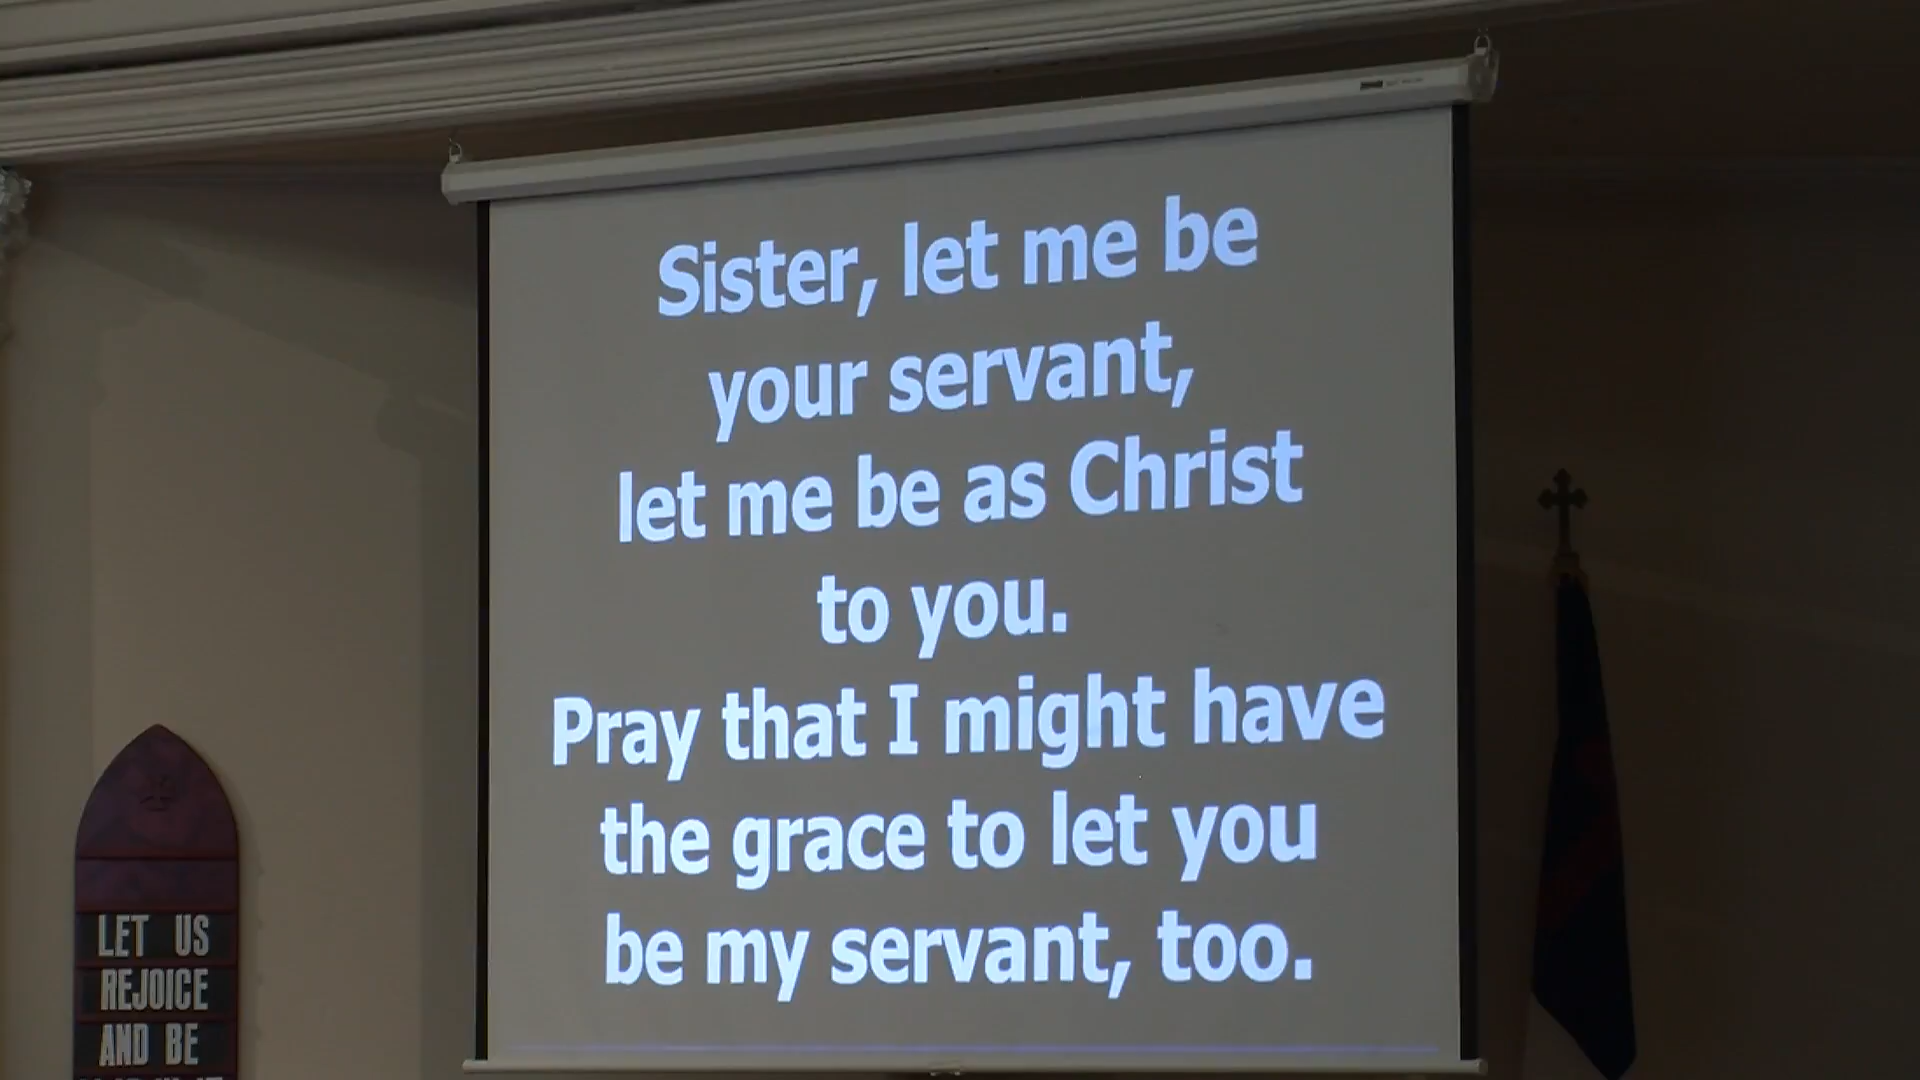 Sister, let me be
your servant,
let me be as Christ
to you.
Pray that I might have
the grace to let you
be my servant, too.
LET US
REJOICE
AND BE